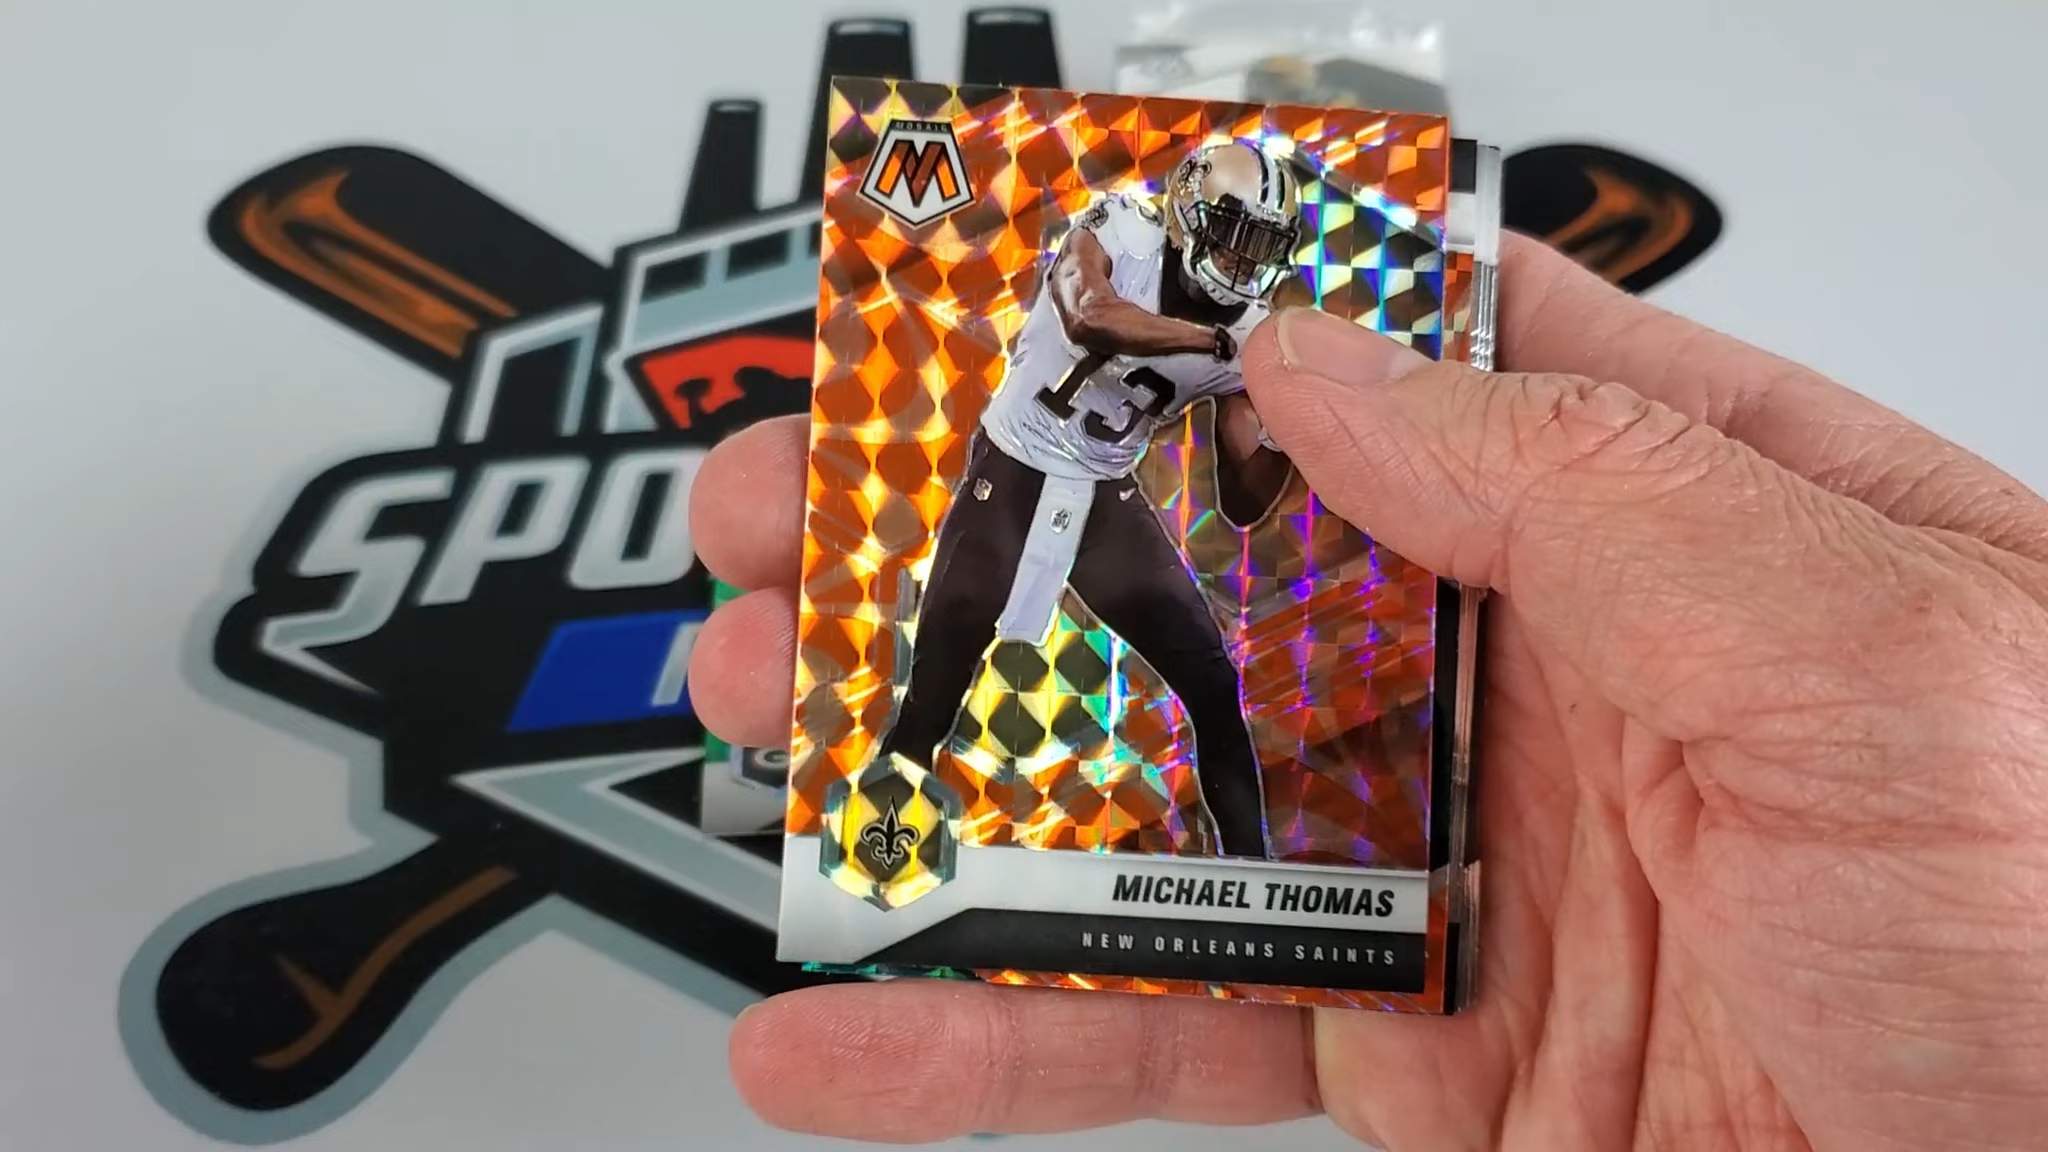 MOSAIC
M
13
SPO
MICHAEL THOMAS
NEW ORLEANS SAINTS